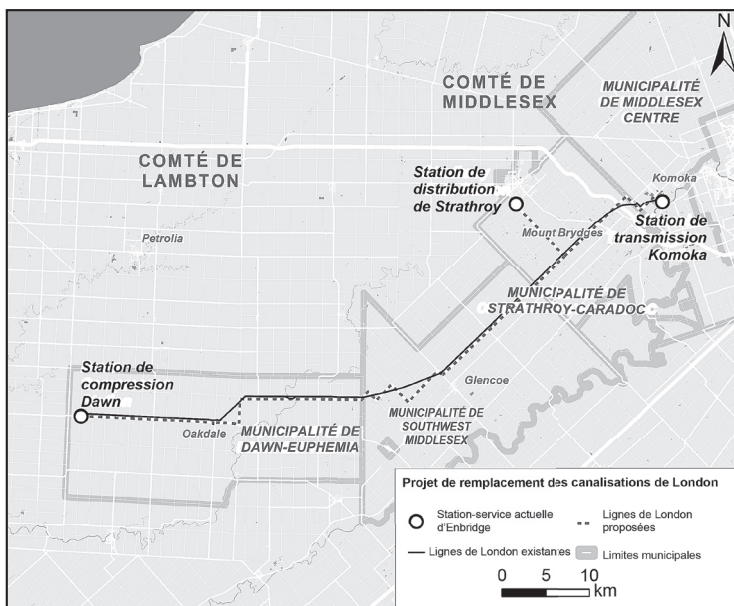 N
COMTÉ DE
MIDDLESEX
MUNICIPALITÉ
DE MIDDLESEX
CENTRE
COMTÉ DE
LAMBTON
Station de
distribution
de Strathroy
Komoka
Station de
transmission
Komoka
Petrolia
Mount Brydges
MUNICIPALITÉ DE
STRATHROY-CARADOC
Station de
compression
Dawn
Glencoe
Oakdale
MUNICIPALITÉ DE
DAWN-EUPHEMIA
MUNICIPALITÉ DE
SOUTHWEST
MIDDLESEX
Projet de remplacement des canalisations de London
Station-service actuelle
d'Enbridge
Lignes de London
proposées
Lignes de London existantes
Limites municipales
0 5 10
km